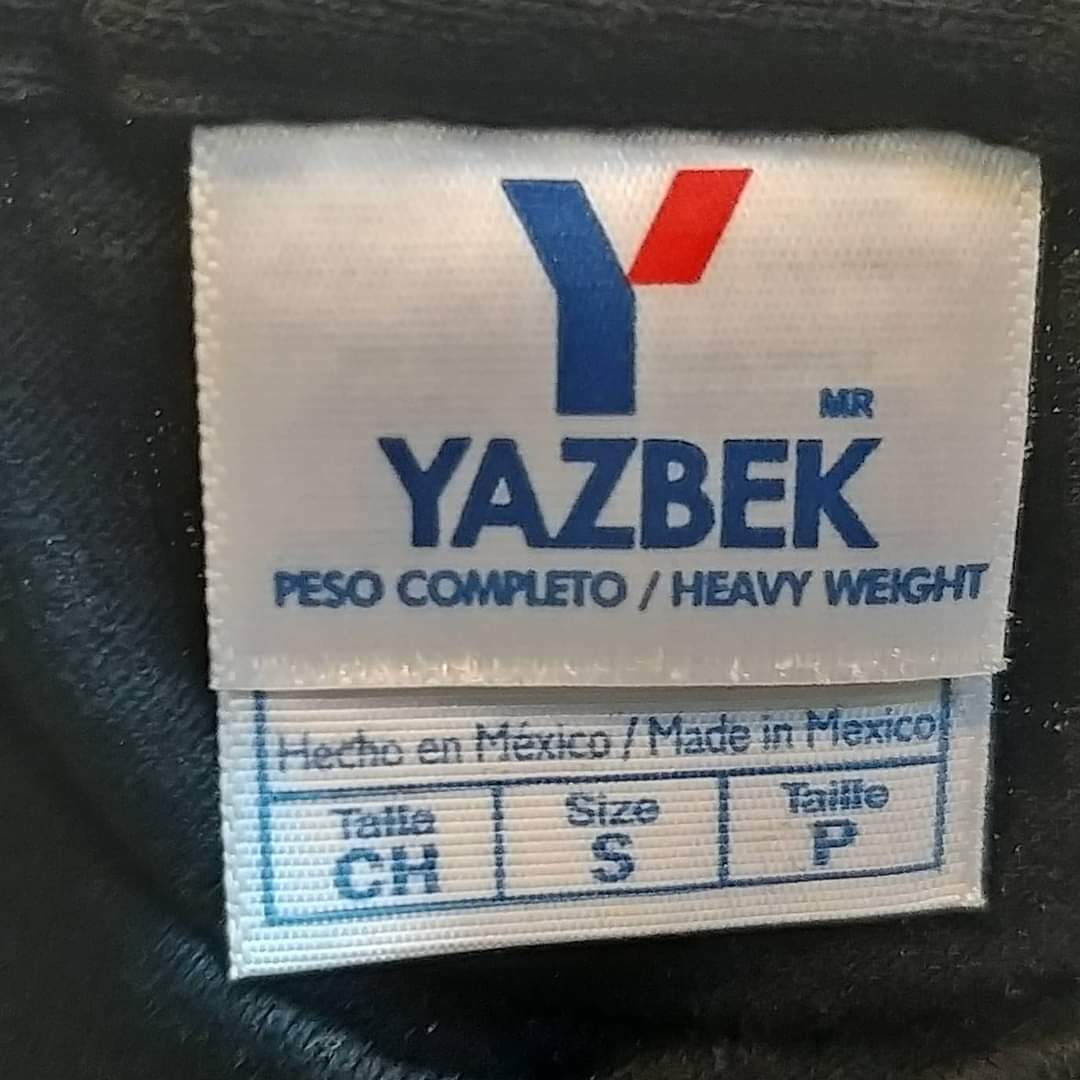 Y
MR
YAZBEK
PESO COMPLETO / HEAVY WEIGHT
Hecho en México / Made in Mexico
Talla Size Taille
CH S P